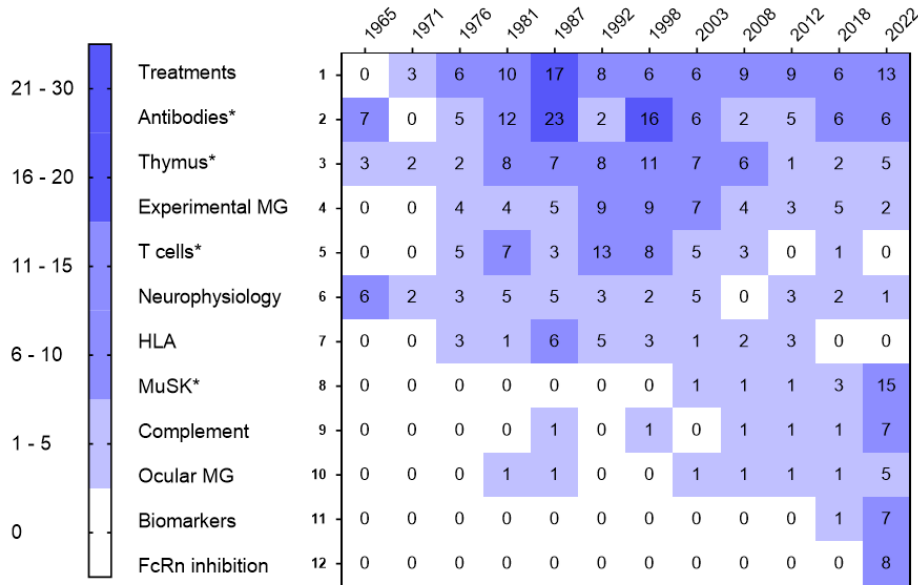 1965 1971 1976 1981 1987 1992 1998 2003 2008 2012 2018 2022
21 - 30
16 - 20
11 - 15
6 - 10
1 - 5
0
Treatments 1 0 3 6 10 17 8 6 6 9 9 6 13
Antibodies* 2 7 0 5 12 23 2 16 6 2 5 6 6
Thymus* 3 3 2 2 8 7 8 11 7 6 1 2 5
Experimental MG 4 0 0 4 4 5 9 9 7 4 3 5 2
T cells* 5 0 0 5 7 3 13 8 5 3 0 1 0
Neurophysiology 6 6 2 3 5 5 3 2 5 0 3 2 1
HLA 7 0 0 3 1 6 5 3 1 2 3 0 0
MuSK* 8 0 0 0 0 0 0 0 1 1 1 3 15
Complement 9 0 0 0 0 1 0 1 0 1 1 1 7
Ocular MG 10 0 0 0 1 1 0 0 1 1 1 1 5
Biomarkers 11 0 0 0 0 0 0 0 0 0 0 1 7
FcRn inhibition 12 0 0 0 0 0 0 0 0 0 0 0 8